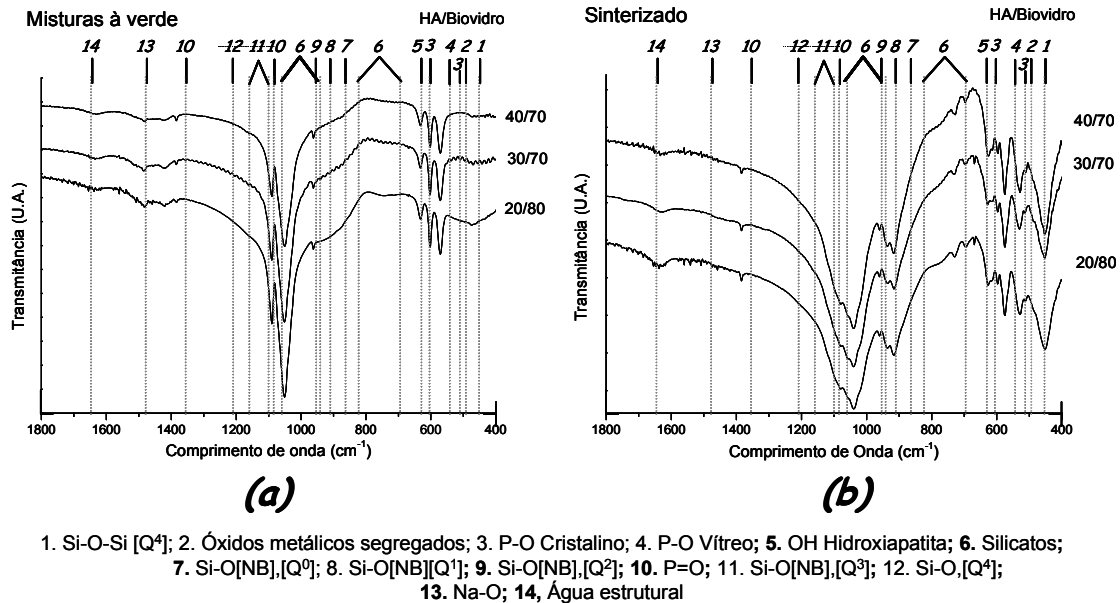 Misturas à verde
HA/Biovidro
14 13 10 12 11 10 6 9 8 7 6 5 3 4 3 2 1
40/70
30/70
20/80
Transmitância (U.A.)
1800 1600 1400 1200 1000 800 600 400
Comprimento de onda (cm⁻¹)
(a)
Sinterizado
HA/Biovidro
14 13 10 12 11 10 6 9 8 7 6 5 3 4 3 2 1
40/70
30/70
20/80
Transmitância (U.A.)
1800 1600 1400 1200 1000 800 600 400
Comprimento de Onda (cm⁻¹)
(b)
1. Si-O-Si [Q⁴]; 2. Óxidos metálicos segregados; 3. P-O Cristalino; 4. P-O Vítreo; 5. OH Hidroxiapatita; 6. Silicatos;
7. Si-O[NB],[Q⁰]; 8. Si-O[NB][Q¹]; 9. Si-O[NB],[Q²]; 10. P=O; 11. Si-O[NB],[Q³]; 12. Si-O,[Q⁴];
13. Na-O; 14, Água estrutural